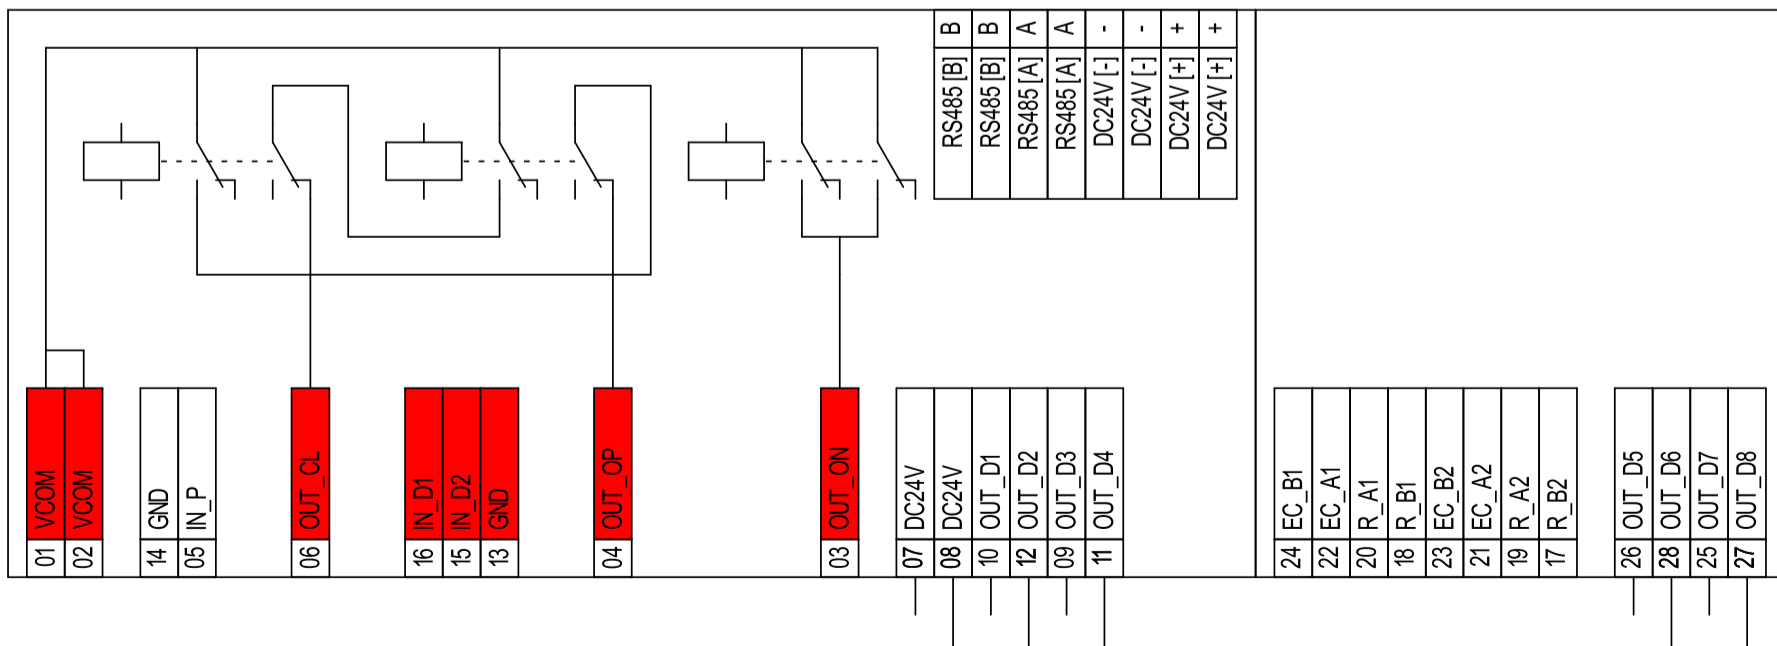 B
B
A
A
-
-
+
+
RS485 [B]
RS485 [B]
RS485 [A]
RS485 [A]
DC24V [-]
DC24V [-]
DC24V [+]
DC24V [+]
VCOM
VCOM
GND
IN_P
OUT_CL
IN_D1
IN_D2
GND
OUT_OP
OUT_ON
DC24V
DC24V
OUT_D1
OUT_D2
OUT_D3
OUT_D4
EC_B1
EC_A1
R_A1
R_B1
EC_B2
EC_A2
R_A2
R_B2
OUT_D5
OUT_D6
OUT_D7
OUT_D8
01
02
14
05
06
16
15
13
04
03
07
08
10
12
09
11
24
22
20
18
23
21
19
17
26
28
25
27